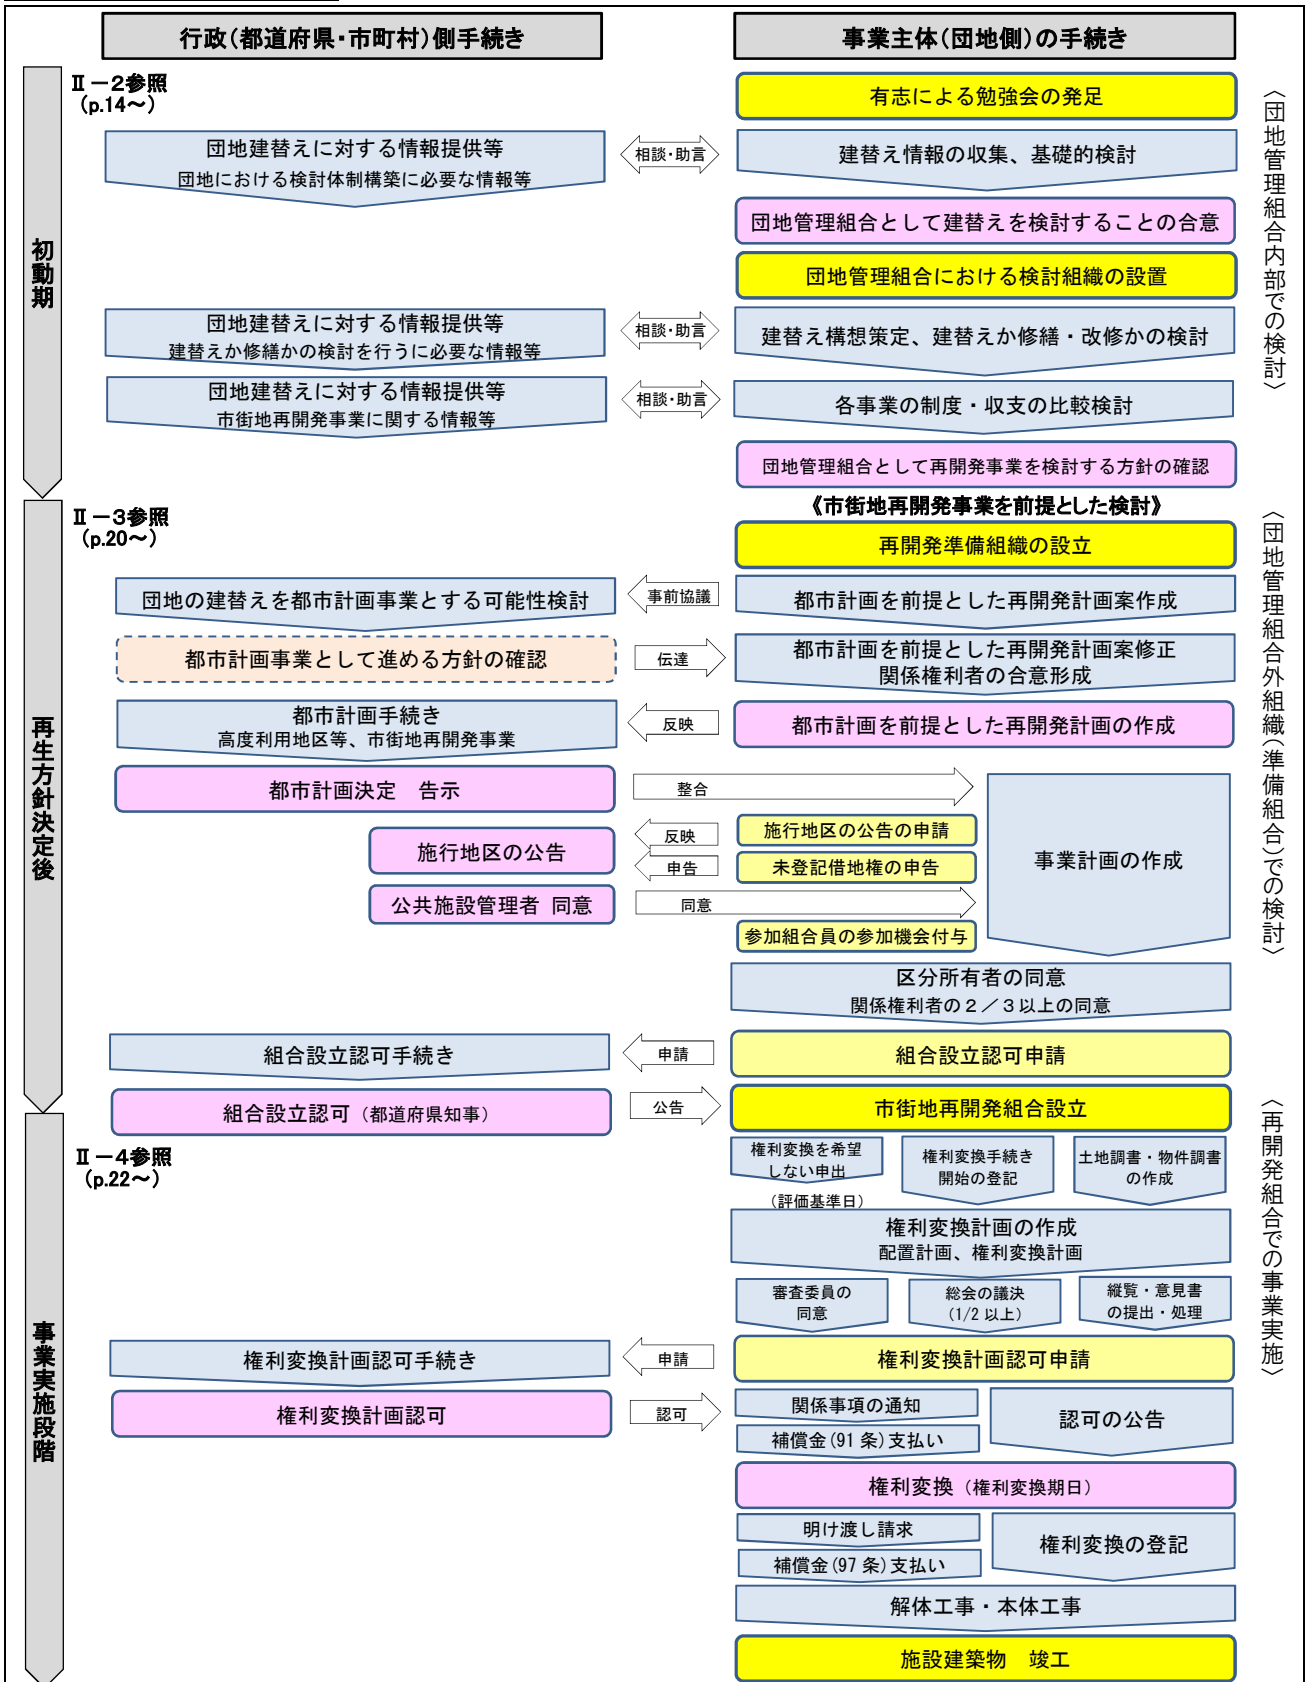 行政(都道府県・市町村)側手続き
事業主体(団地側)の手続き
初動期
Ⅱ－2参照
(p.14～)
有志による勉強会の発足
団地建替えに対する情報提供等
団地における検討体制構築に必要な情報等
相談・助言
建替え情報の収集、基礎的検討
団地管理組合として建替えを検討することの合意
団地管理組合における検討組織の設置
団地建替えに対する情報提供等
建替えか修繕かの検討を行うに必要な情報等
相談・助言
建替え構想策定、建替えか修繕・改修かの検討
団地建替えに対する情報提供等
市街地再開発事業に関する情報等
相談・助言
各事業の制度・収支の比較検討
団地管理組合として再開発事業を検討する方針の確認
〈団地管理組合内部での検討〉
再生方針決定後
Ⅱ－3参照
(p.20～)
《市街地再開発事業を前提とした検討》
再開発準備組織の設立
団地の建替えを都市計画事業とする可能性検討
事前協議
都市計画を前提とした再開発計画案作成
都市計画事業として進める方針の確認
伝達
都市計画を前提とした再開発計画案修正
関係権利者の合意形成
都市計画手続き
高度利用地区等、市街地再開発事業
反映
都市計画を前提とした再開発計画の作成
都市計画決定　告示
整合
事業計画の作成
施行地区の公告
反映
施行地区の公告の申請
申告
未登記借地権の申告
公共施設管理者 同意
同意
参加組合員の参加機会付与
区分所有者の同意
関係権利者の２／３以上の同意
組合設立認可手続き
申請
組合設立認可申請
〈団地管理組合外組織(準備組合)での検討〉
事業実施段階
組合設立認可（都道府県知事）
公告
市街地再開発組合設立
Ⅱ－4参照
(p.22～)
権利変換を希望
しない申出
権利変換手続き
開始の登記
土地調書・物件調書
の作成
（評価基準日）
権利変換計画の作成
配置計画、権利変換計画
審査委員の
同意
総会の議決
(1/2 以上)
縦覧・意見書
の提出・処理
権利変換計画認可手続き
申請
権利変換計画認可申請
権利変換計画認可
認可
関係事項の通知
補償金(91 条)支払い
認可の公告
権利変換（権利変換期日）
明け渡し請求
補償金(97 条)支払い
権利変換の登記
解体工事・本体工事
施設建築物　竣工
〈再開発組合での事業実施〉